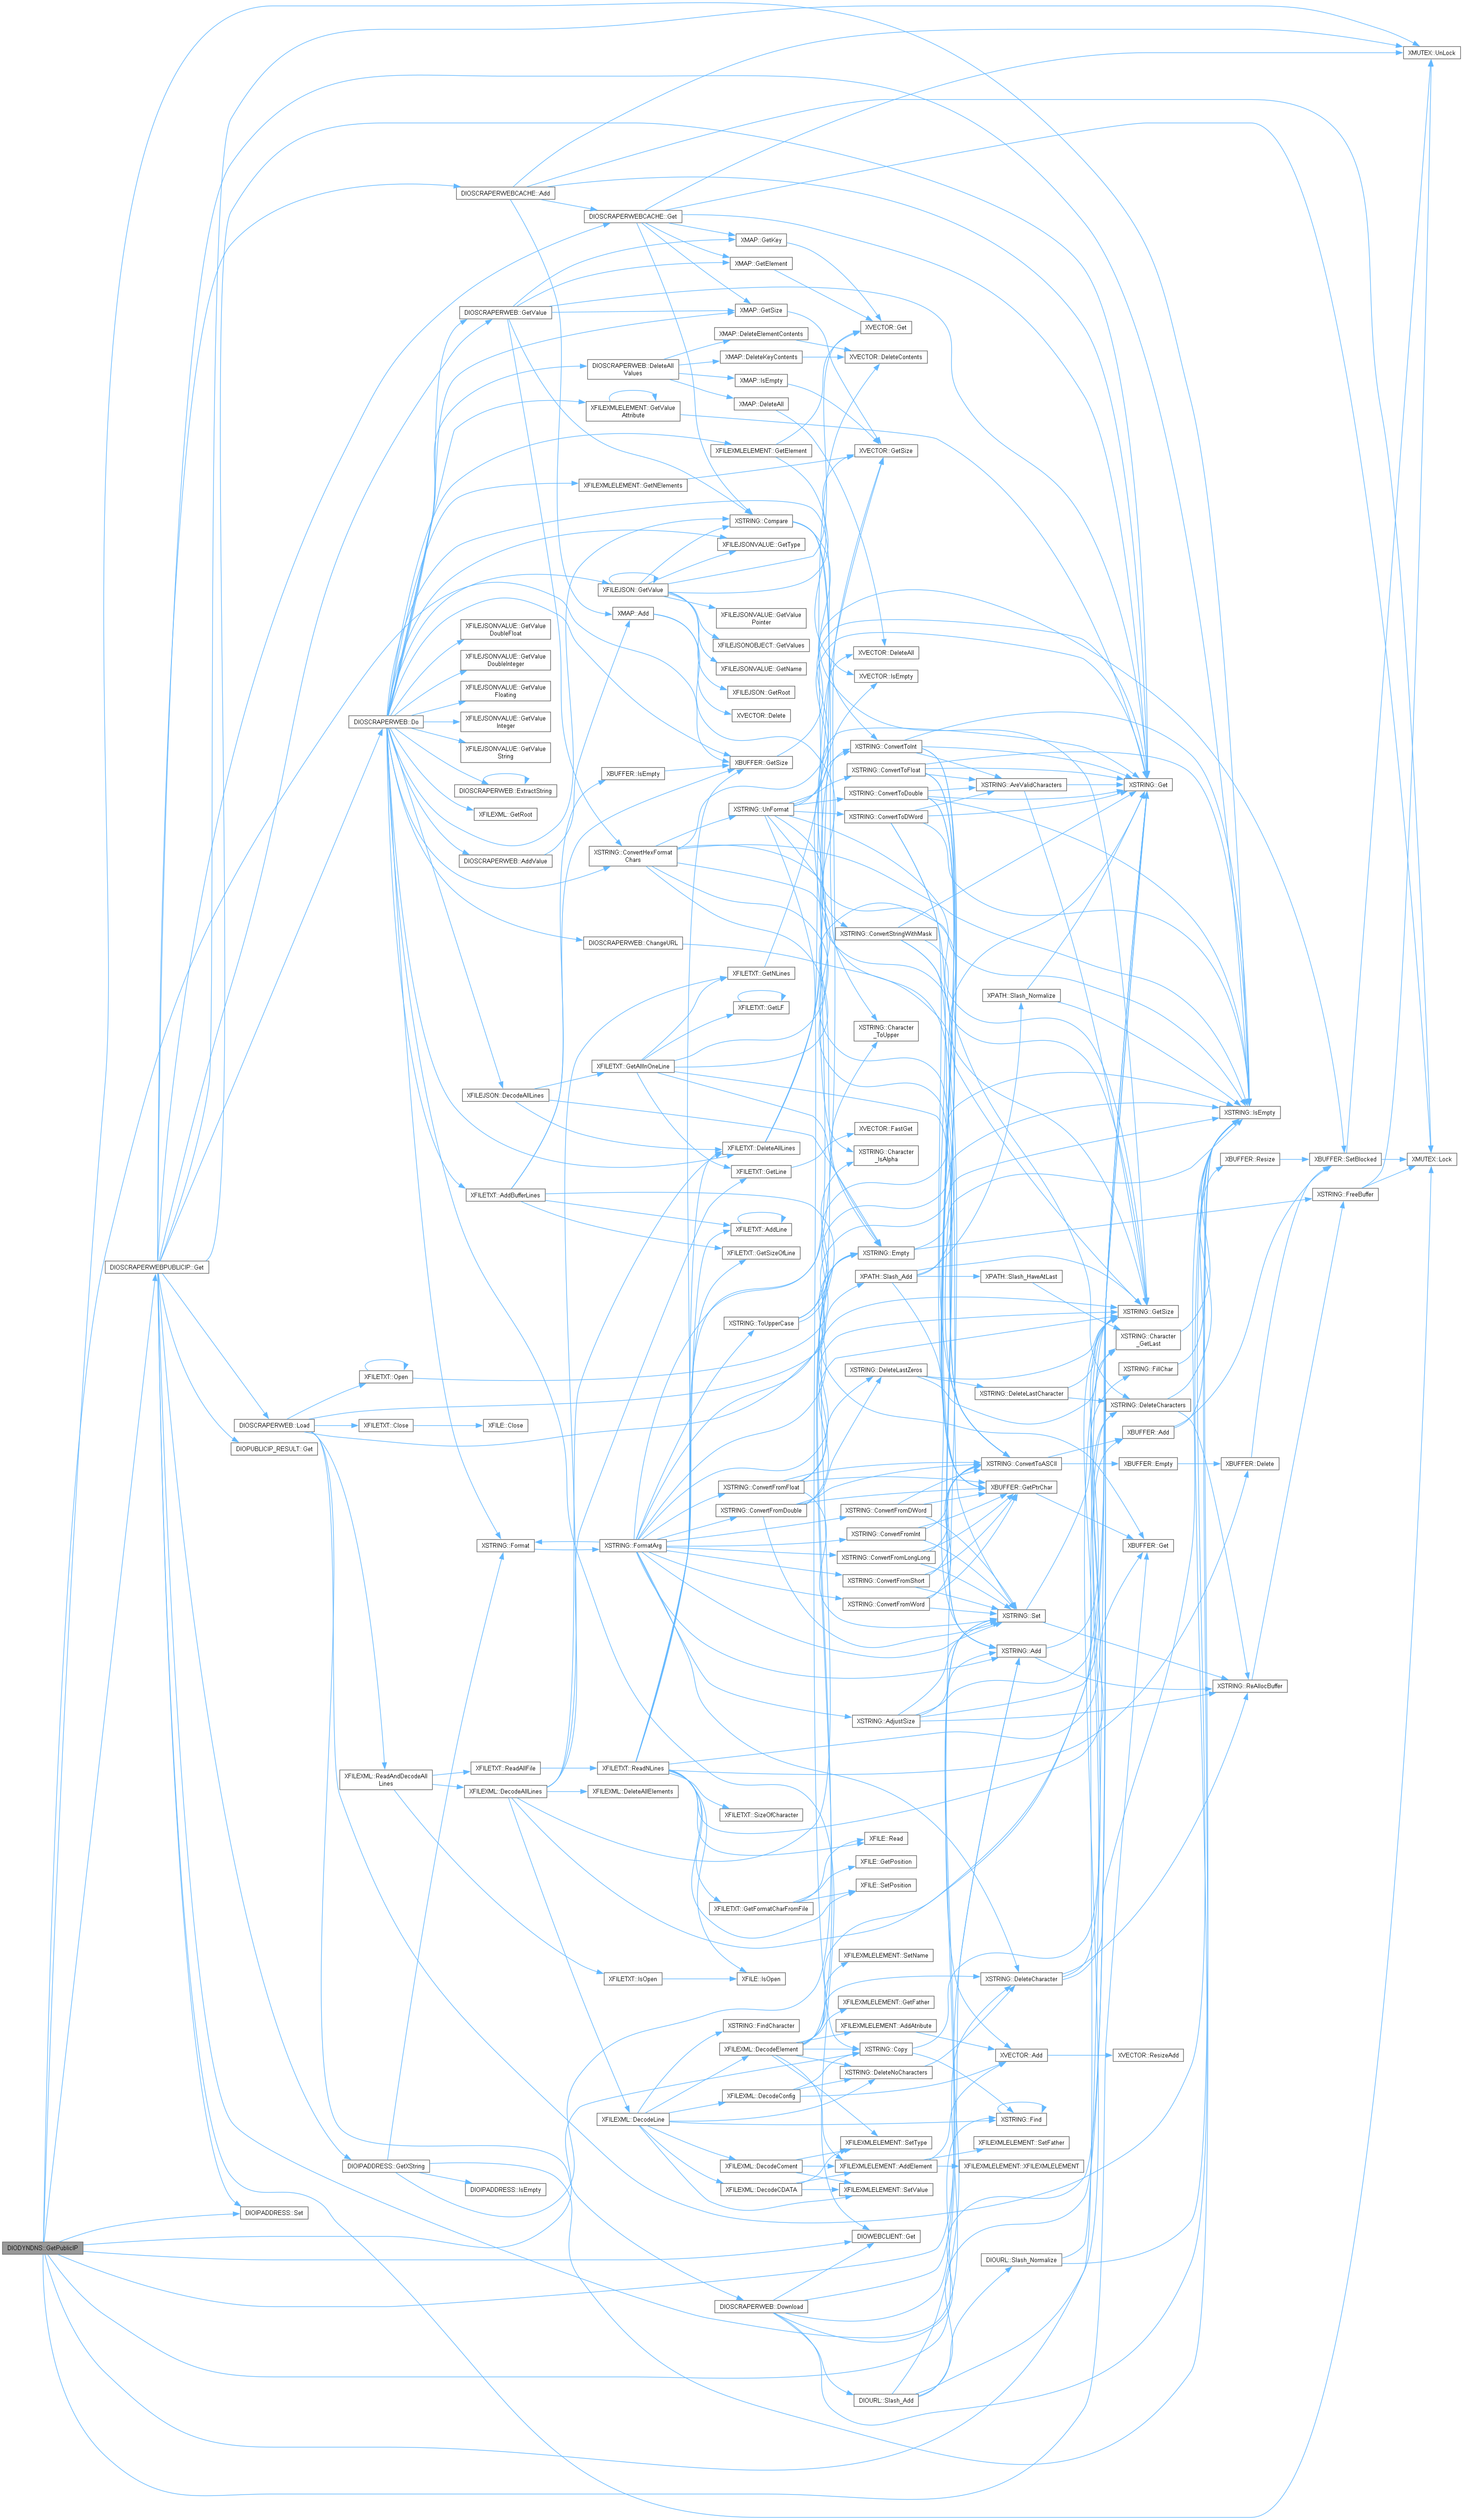 XMUTEX::UnLock
DIOSCRAPERWEBCACHE::Add
DIOSCRAPERWEBCACHE::Get
XMAP::GetKey
XMAP::GetElement
DIOSCRAPERWEB::GetValue
XMAP::GetSize
XVECTOR::Get
XMAP::DeleteElementContents
XMAP::DeleteKeyContents
XVECTOR::DeleteContents
DIOSCRAPERWEB::DeleteAll
Values
XMAP::IsEmpty
XMAP::DeleteAll
XFILEXMLELEMENT::GetValue
Attribute
XFILEXMLELEMENT::GetElement
XVECTOR::GetSize
XFILEXMLELEMENT::GetNElements
XSTRING::Compare
XFILEJSONVALUE::GetType
XFILEJSON::GetValue
XMAP::Add
XFILEJSONVALUE::GetValue
Pointer
XFILEJSONVALUE::GetValue
DoubleFloat
XFILEJSONOBJECT::GetValues
XVECTOR::DeleteAll
XFILEJSONVALUE::GetValue
DoubleInteger
XFILEJSONVALUE::GetName
XVECTOR::IsEmpty
XFILEJSONVALUE::GetValue
Floating
XFILEJSON::GetRoot
DIOSCRAPERWEB::Do
XFILEJSONVALUE::GetValue
Integer
XVECTOR::Delete
XFILEJSONVALUE::GetValue
String
XSTRING::ConvertToInt
XBUFFER::GetSize
XBUFFER::IsEmpty
XSTRING::ConvertToFloat
DIOSCRAPERWEB::ExtractString
XSTRING::AreValidCharacters
XSTRING::Get
XSTRING::ConvertToDouble
XFILEXML::GetRoot
XSTRING::UnFormat
XSTRING::ConvertToDWord
DIOSCRAPERWEB::AddValue
XSTRING::ConvertHexFormat
Chars
XSTRING::ConvertStringWithMask
DIOSCRAPERWEB::ChangeURL
XFILETXT::GetNLines
XPATH::Slash_Normalize
XFILETXT::GetLF
XSTRING::Character
_ToUpper
XFILETXT::GetAllInOneLine
XFILEJSON::DecodeAllLines
XSTRING::IsEmpty
XVECTOR::FastGet
XFILETXT::DeleteAllLines
XSTRING::Character
_IsAlpha
XBUFFER::Resize
XBUFFER::SetBlocked
XMUTEX::Lock
XFILETXT::GetLine
XFILETXT::AddBufferLines
XSTRING::FreeBuffer
XFILETXT::AddLine
XFILETXT::GetSizeOfLine
XSTRING::Empty
DIOSCRAPERWEBPUBLICIP::Get
XPATH::Slash_Add
XPATH::Slash_HaveAtLast
XSTRING::GetSize
XSTRING::ToUpperCase
XSTRING::Character
_GetLast
XSTRING::FillChar
XFILETXT::Open
XSTRING::DeleteLastZeros
XSTRING::DeleteLastCharacter
XSTRING::DeleteCharacters
DIOSCRAPERWEB::Load
XFILETXT::Close
XFILE::Close
XBUFFER::Add
DIOPUBLICIP_RESULT::Get
XSTRING::ConvertToASCII
XBUFFER::Empty
XBUFFER::Delete
XSTRING::ConvertFromFloat
XBUFFER::GetPtrChar
XSTRING::ConvertFromDouble
XSTRING::ConvertFromDWord
XSTRING::ConvertFromInt
XSTRING::Format
XSTRING::FormatArg
XBUFFER::Get
XSTRING::ConvertFromLongLong
XSTRING::ConvertFromShort
XSTRING::ConvertFromWord
XSTRING::Set
XSTRING::Add
XSTRING::ReAllocBuffer
XSTRING::AdjustSize
XFILEXML::ReadAndDecodeAll
Lines
XFILETXT::ReadAllFile
XFILETXT::ReadNLines
XFILEXML::DecodeAllLines
XFILEXML::DeleteAllElements
XFILETXT::SizeOfCharacter
XFILE::Read
XFILE::GetPosition
XFILE::SetPosition
XFILETXT::GetFormatCharFromFile
XFILEXMLELEMENT::SetName
XFILETXT::IsOpen
XFILE::IsOpen
XSTRING::DeleteCharacter
XFILEXMLELEMENT::GetFather
XSTRING::FindCharacter
XFILEXMLELEMENT::AddAtribute
XFILEXML::DecodeElement
XSTRING::Copy
XVECTOR::Add
XVECTOR::ResizeAdd
XSTRING::DeleteNoCharacters
XFILEXML::DecodeConfig
XFILEXML::DecodeLine
XSTRING::Find
XFILEXMLELEMENT::SetType
XFILEXMLELEMENT::SetFather
DIOIPADDRESS::GetXString
XFILEXML::DecodeComent
XFILEXMLELEMENT::AddElement
XFILEXMLELEMENT::XFILEXMLELEMENT
DIOIPADDRESS::IsEmpty
XFILEXML::DecodeCDATA
XFILEXMLELEMENT::SetValue
DIOIPADDRESS::Set
DIOWEBCLIENT::Get
DIODYNDNS::GetPublicIP
DIOURL::Slash_Normalize
DIOSCRAPERWEB::Download
DIOURL::Slash_Add